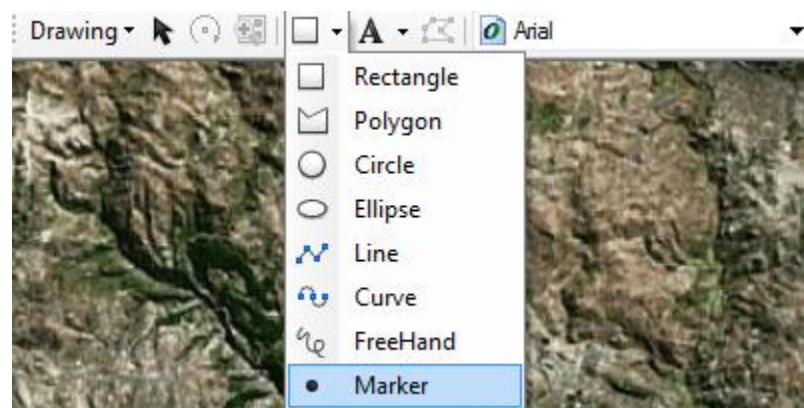 Drawing A Arial
Rectangle
Polygon
Circle
Ellipse
Line
Curve
FreeHand
Marker